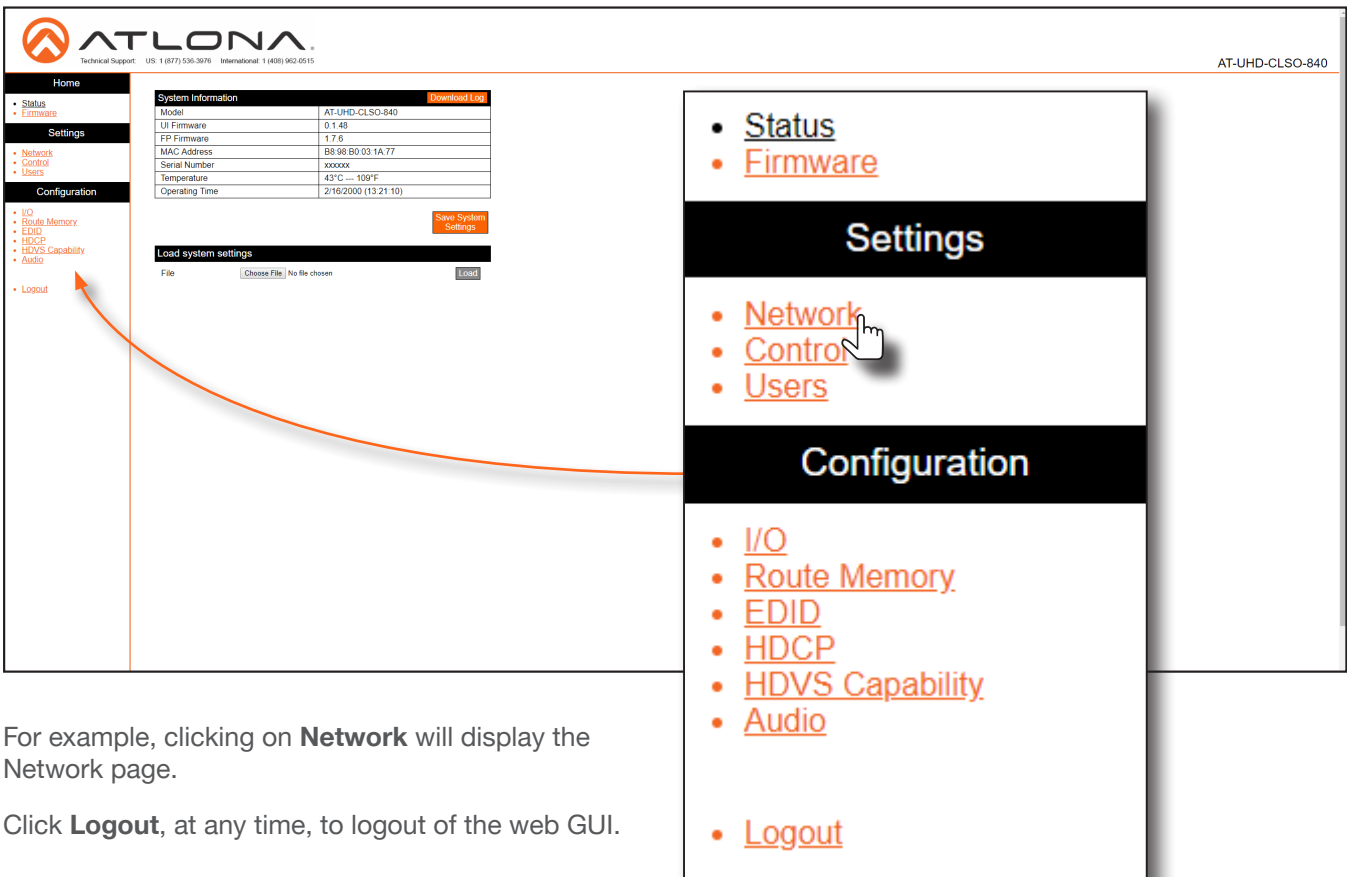 ATLONA.
Technical Support: US: 1 (877) 536-3976 International: 1 (408) 962-0515
AT-UHD-CLSO-840
Home
Status
Firmware
Settings
Network
Control
Users
Configuration
I/O
Route Memory
EDID
HDCP
HDVS Capability
Audio
Logout
System Information Download Log
Model AT-UHD-CLSO-840
UI Firmware 0.1.48
FP Firmware 1.7.6
MAC Address B8:98:B0:03:1A:77
Serial Number xxxxxx
Temperature 43°C --- 109°F
Operating Time 2/16/2000 (13:21:10)
Save System
Settings
Load system settings
File Choose File No file chosen Load
Status
Firmware
Settings
Network
Control
Users
Configuration
I/O
Route Memory
EDID
HDCP
HDVS Capability
Audio
Logout
For example, clicking on Network will display the
Network page.
Click Logout, at any time, to logout of the web GUI.